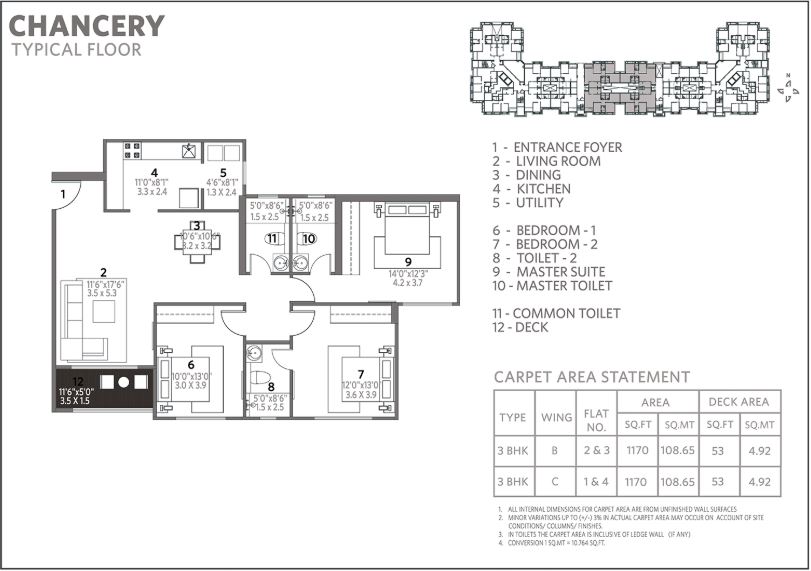 CHANCERY
TYPICAL FLOOR
1 - ENTRANCE FOYER
2 - LIVING ROOM
3 - DINING
4 - KITCHEN
5 - UTILITY
6 - BEDROOM - 1
7 - BEDROOM - 2
8 - TOILET - 2
9 - MASTER SUITE
10 - MASTER TOILET
11 - COMMON TOILET
12 - DECK
4
11'0"x8'1"
3.3 x 2.4
5
4'6"x8'1"
1.3 X 2.4
1
3
10'6"x10'6"
3.2 x 3.2
5'0"x8'6"
1.5 x 2.5
11
5'0"x8'6"
1.5 x 2.5
10
9
14'0"x12'3"
4.2 x 3.7
2
11'6"x17'6"
3.5 x 5.3
6
10'0"x13'0"
3.0 X 3.9
8
5'0"x8'6"
1.5 x 2.5
7
12'0"x13'0"
3.6 X 3.9
12
11'6"x5'0"
3.5 X 1.5
CARPET AREA STATEMENT
TYPE WING FLAT NO. AREA DECK AREA
SQ.FT SQ.MT SQ.FT SQ.MT
3 BHK B 2 & 3 1170 108.65 53 4.92
3 BHK C 1 & 4 1170 108.65 53 4.92
1. ALL INTERNAL DIMENSIONS FOR CARPET AREA ARE FROM UNFINISHED WALL SURFACES
2. MINOR VARIATIONS UP TO (+/-) 3% IN ACTUAL CARPET AREA MAY OCCUR ON ACCOUNT OF SITE
CONDITIONS/ COLUMNS/ FINISHES.
3. IN TOILETS THE CARPET AREA IS INCLUSIVE OF LEDGE WALL (IF ANY)
4. CONVERSION 1 SQ.MT = 10.764 SQ.FT.